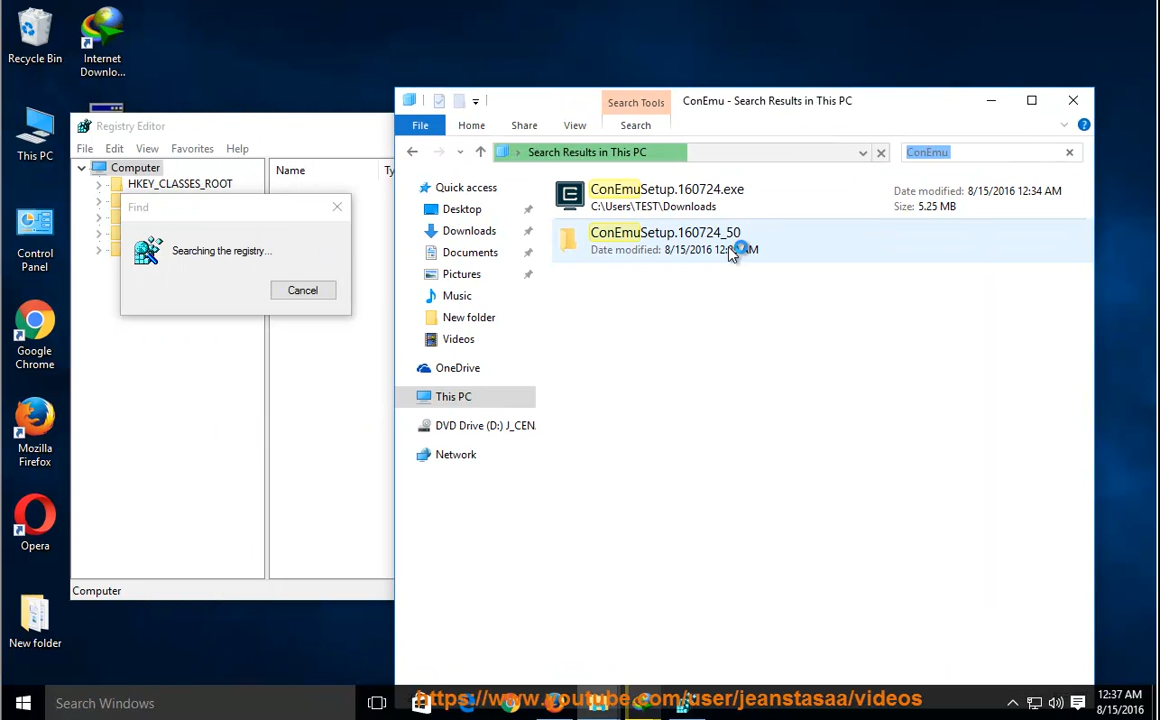 Recycle Bin
Internet
Downlo...
This PC
Control
Panel
Google
Chrome
Mozilla
Firefox
Opera
New folder
Registry Editor
File Edit View Favorites Help
Computer
HKEY_CLASSES_ROOT
Name
Find
Searching the registry...
Cancel
Computer
Search Tools
ConEmu - Search Results in This PC
File Home Share View Search
Search Results in This PC
ConEmu
Quick access
Desktop
Downloads
Documents
Pictures
Music
New folder
Videos
OneDrive
This PC
DVD Drive (D:) J_CEN
Network
ConEmuSetup.160724.exe
C:\Users\TEST\Downloads
Date modified: 8/15/2016 12:34 AM
Size: 5.25 MB
ConEmuSetup.160724_50
Date modified: 8/15/2016
Search Windows
https://www.youtube.com/user/jeanstasaa/videos
12:37 AM
8/15/2016